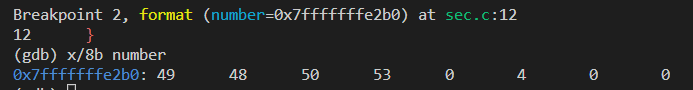 Breakpoint 2, format (number=0x7fffffffe2b0) at sec.c:12
12 }
(gdb) x/8b number
0x7fffffffe2b0: 49 48 50 53 0 4 0 0